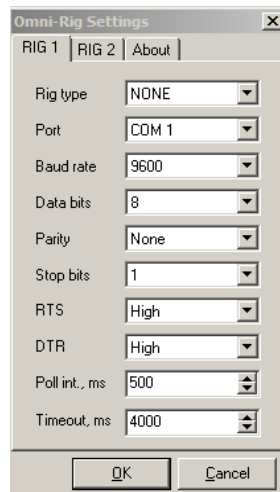 Omni-Rig Settings
RIG 1 RIG 2 About
Rig type NONE
Port COM 1
Baud rate 9600
Data bits 8
Parity None
Stop bits 1
RTS High
DTR High
Poll int., ms 500
Timeout, ms 4000
OK Cancel